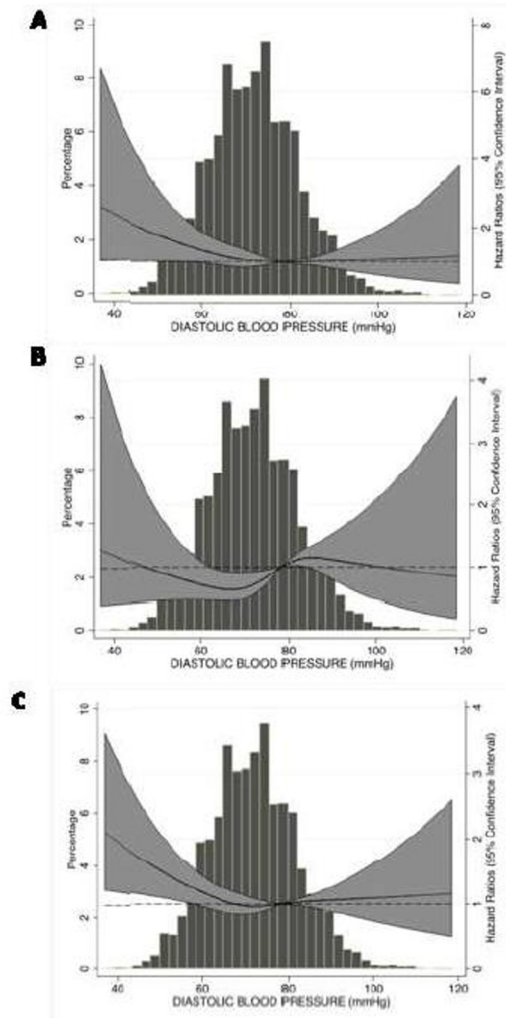 A
10
8
6
4
2
0
Percentage
8
6
4
2
0
Hazard Ratios (95% Confidence Interval)
40 60 80 100 120
DIASTOLIC BLOOD PRESSURE (mmHg)
B
10
8
6
4
2
0
Percentage
4
3
2
1
0
Hazard Ratios (95% Confidence Interval)
40 60 80 100 120
DIASTOLIC BLOOD PRESSURE (mmHg)
C
10
8
6
4
2
0
Percentage
4
3
2
1
0
Hazard Ratios (95% Confidence Interval)
40 60 80 100 120
DIASTOLIC BLOOD PRESSURE (mmHg)